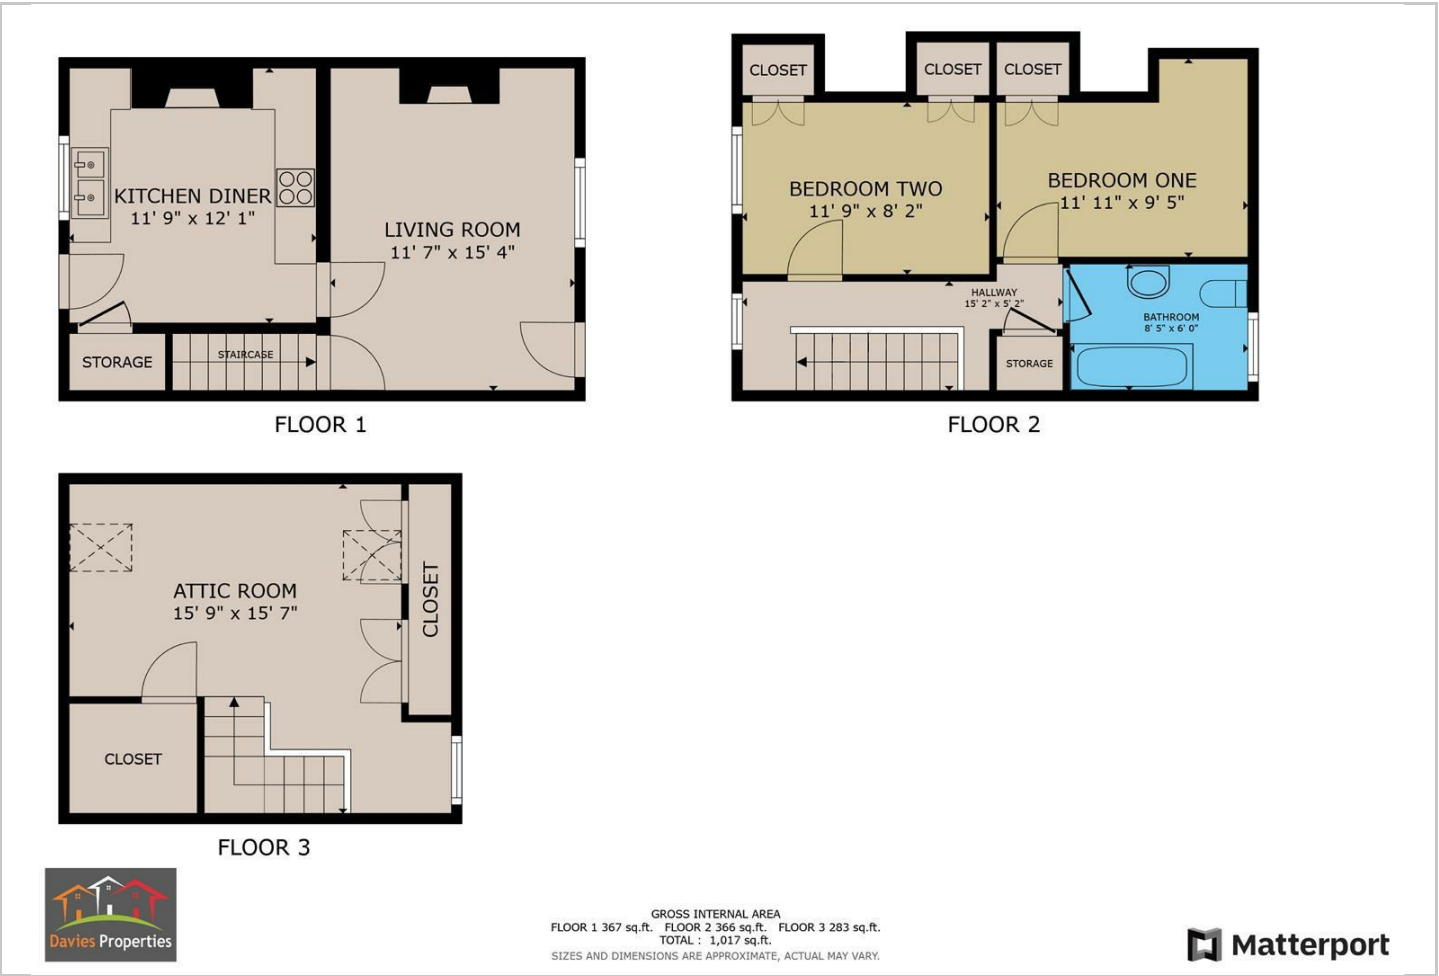 KITCHEN DINER
11' 9" x 12' 1"
LIVING ROOM
11' 7" x 15' 4"
STORAGE
STAIRCASE
FLOOR 1
CLOSET
CLOSET
CLOSET
BEDROOM TWO
11' 9" x 8' 2"
BEDROOM ONE
11' 11" x 9' 5"
HALLWAY
15' 2" x 5' 2"
BATHROOM
8' 5" x 6' 0"
STORAGE
FLOOR 2
ATTIC ROOM
15' 9" x 15' 7"
CLOSET
CLOSET
FLOOR 3
Davies Properties
GROSS INTERNAL AREA
FLOOR 1 367 sq.ft. FLOOR 2 366 sq.ft. FLOOR 3 283 sq.ft.
TOTAL : 1,017 sq.ft.
SIZES AND DIMENSIONS ARE APPROXIMATE, ACTUAL MAY VARY.
Matterport